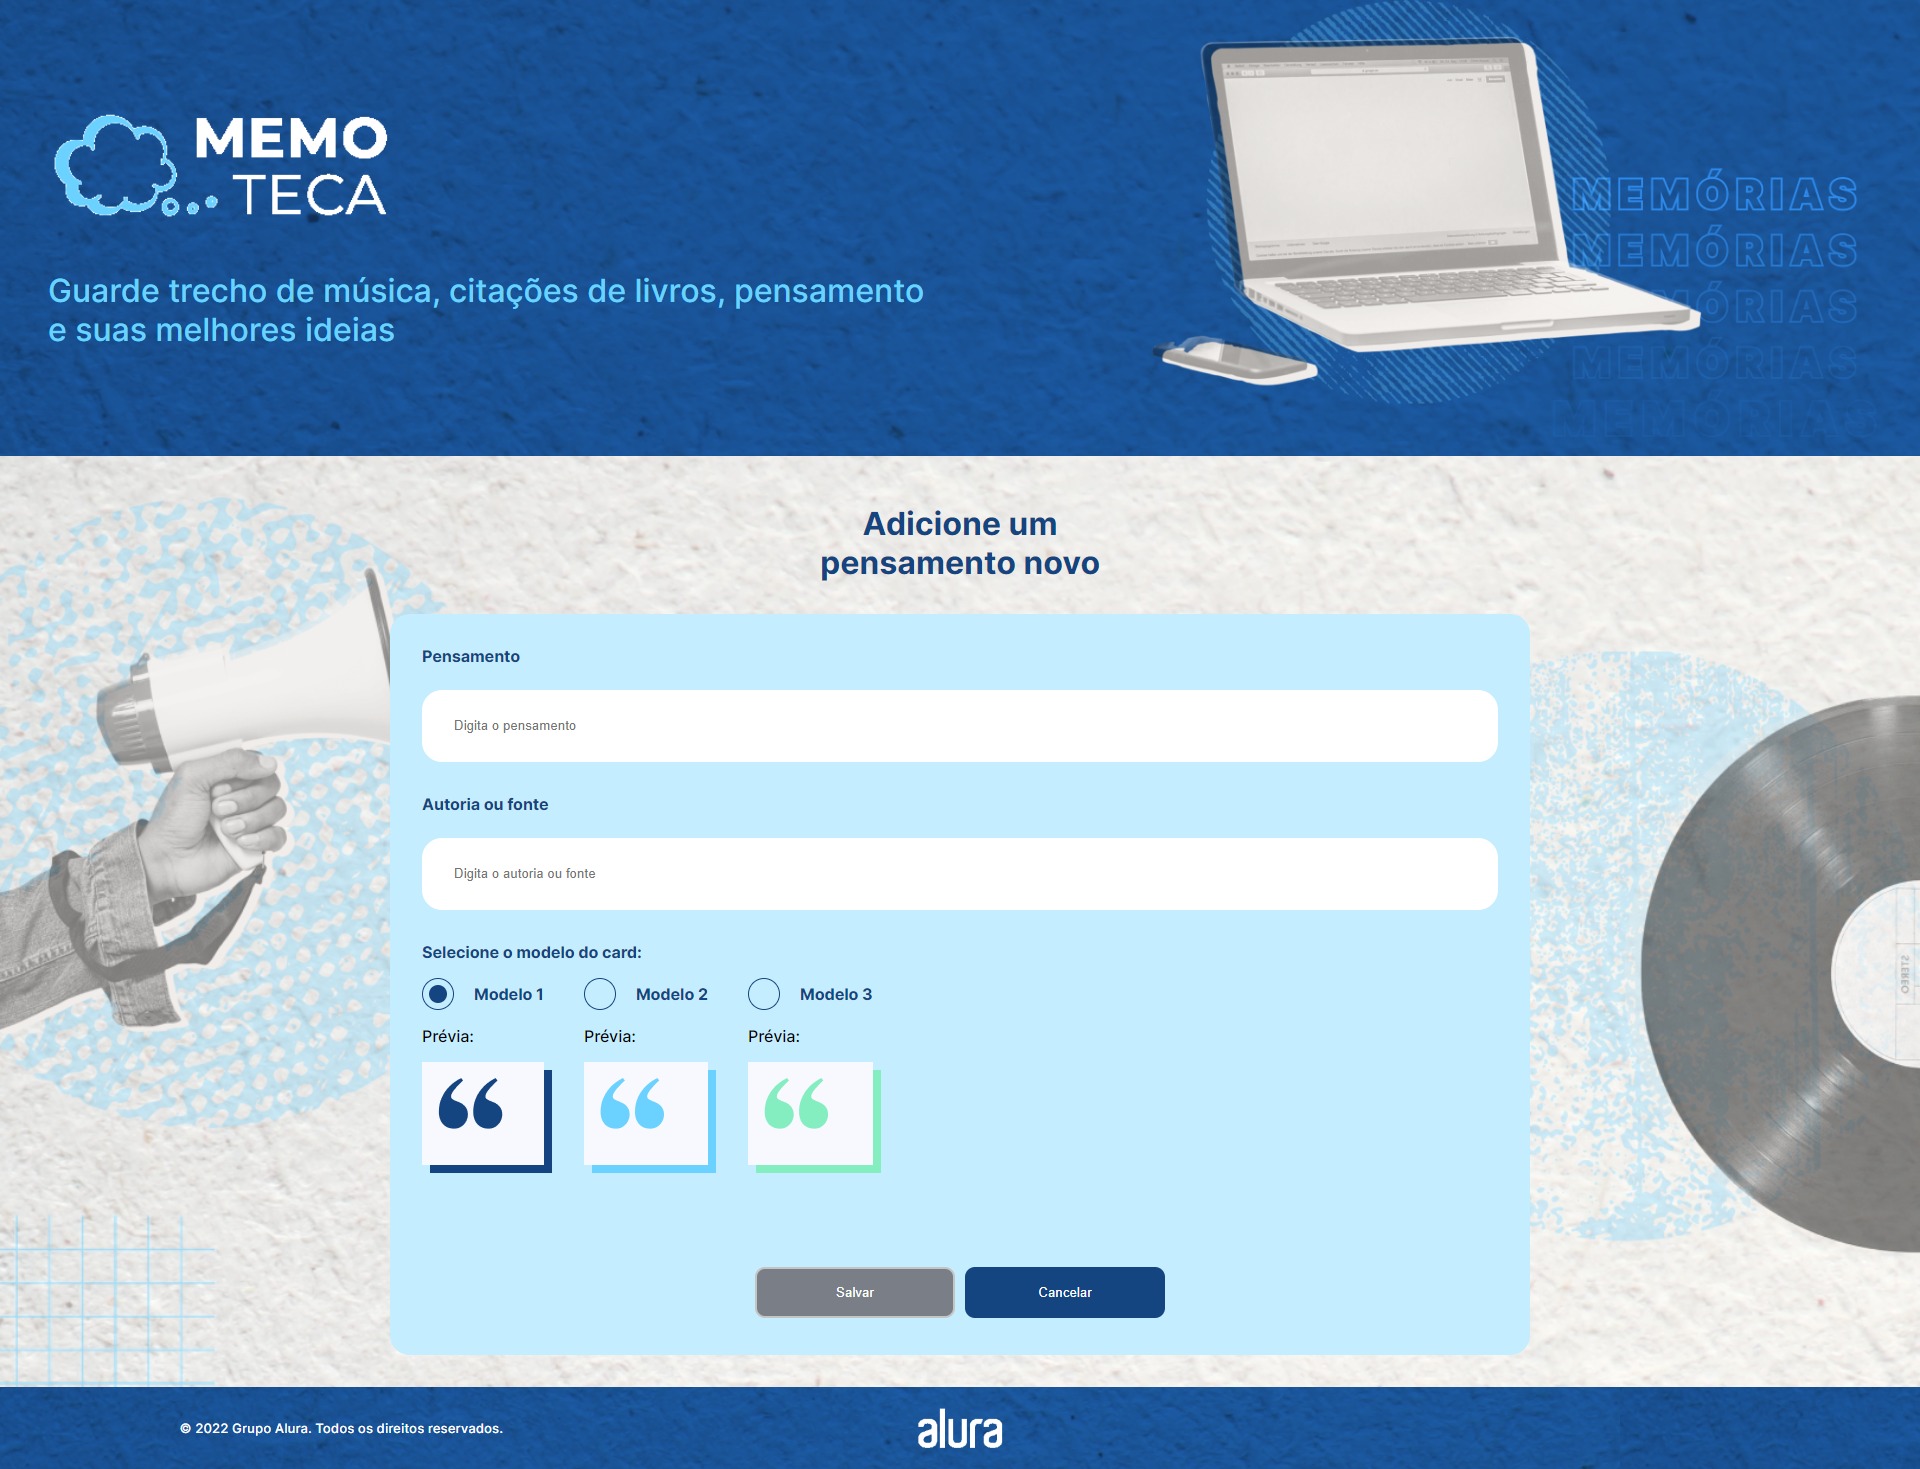 MEMO
TECA
Guarde trecho de música, citações de livros, pensamento
e suas melhores ideias
MEMÓRIAS
MEMÓRIAS
MÓRIAS
MEMÓRIAS
MEMÓRIAS
Adicione um
pensamento novo
Pensamento
Digita o pensamento
Autoria ou fonte
Digita o autoria ou fonte
Selecione o modelo do card:
Modelo 1 Modelo 2 Modelo 3
Prévia: Prévia: Prévia:
STEREO
Salvar Cancelar
© 2022 Grupo Alura. Todos os direitos reservados.
alura